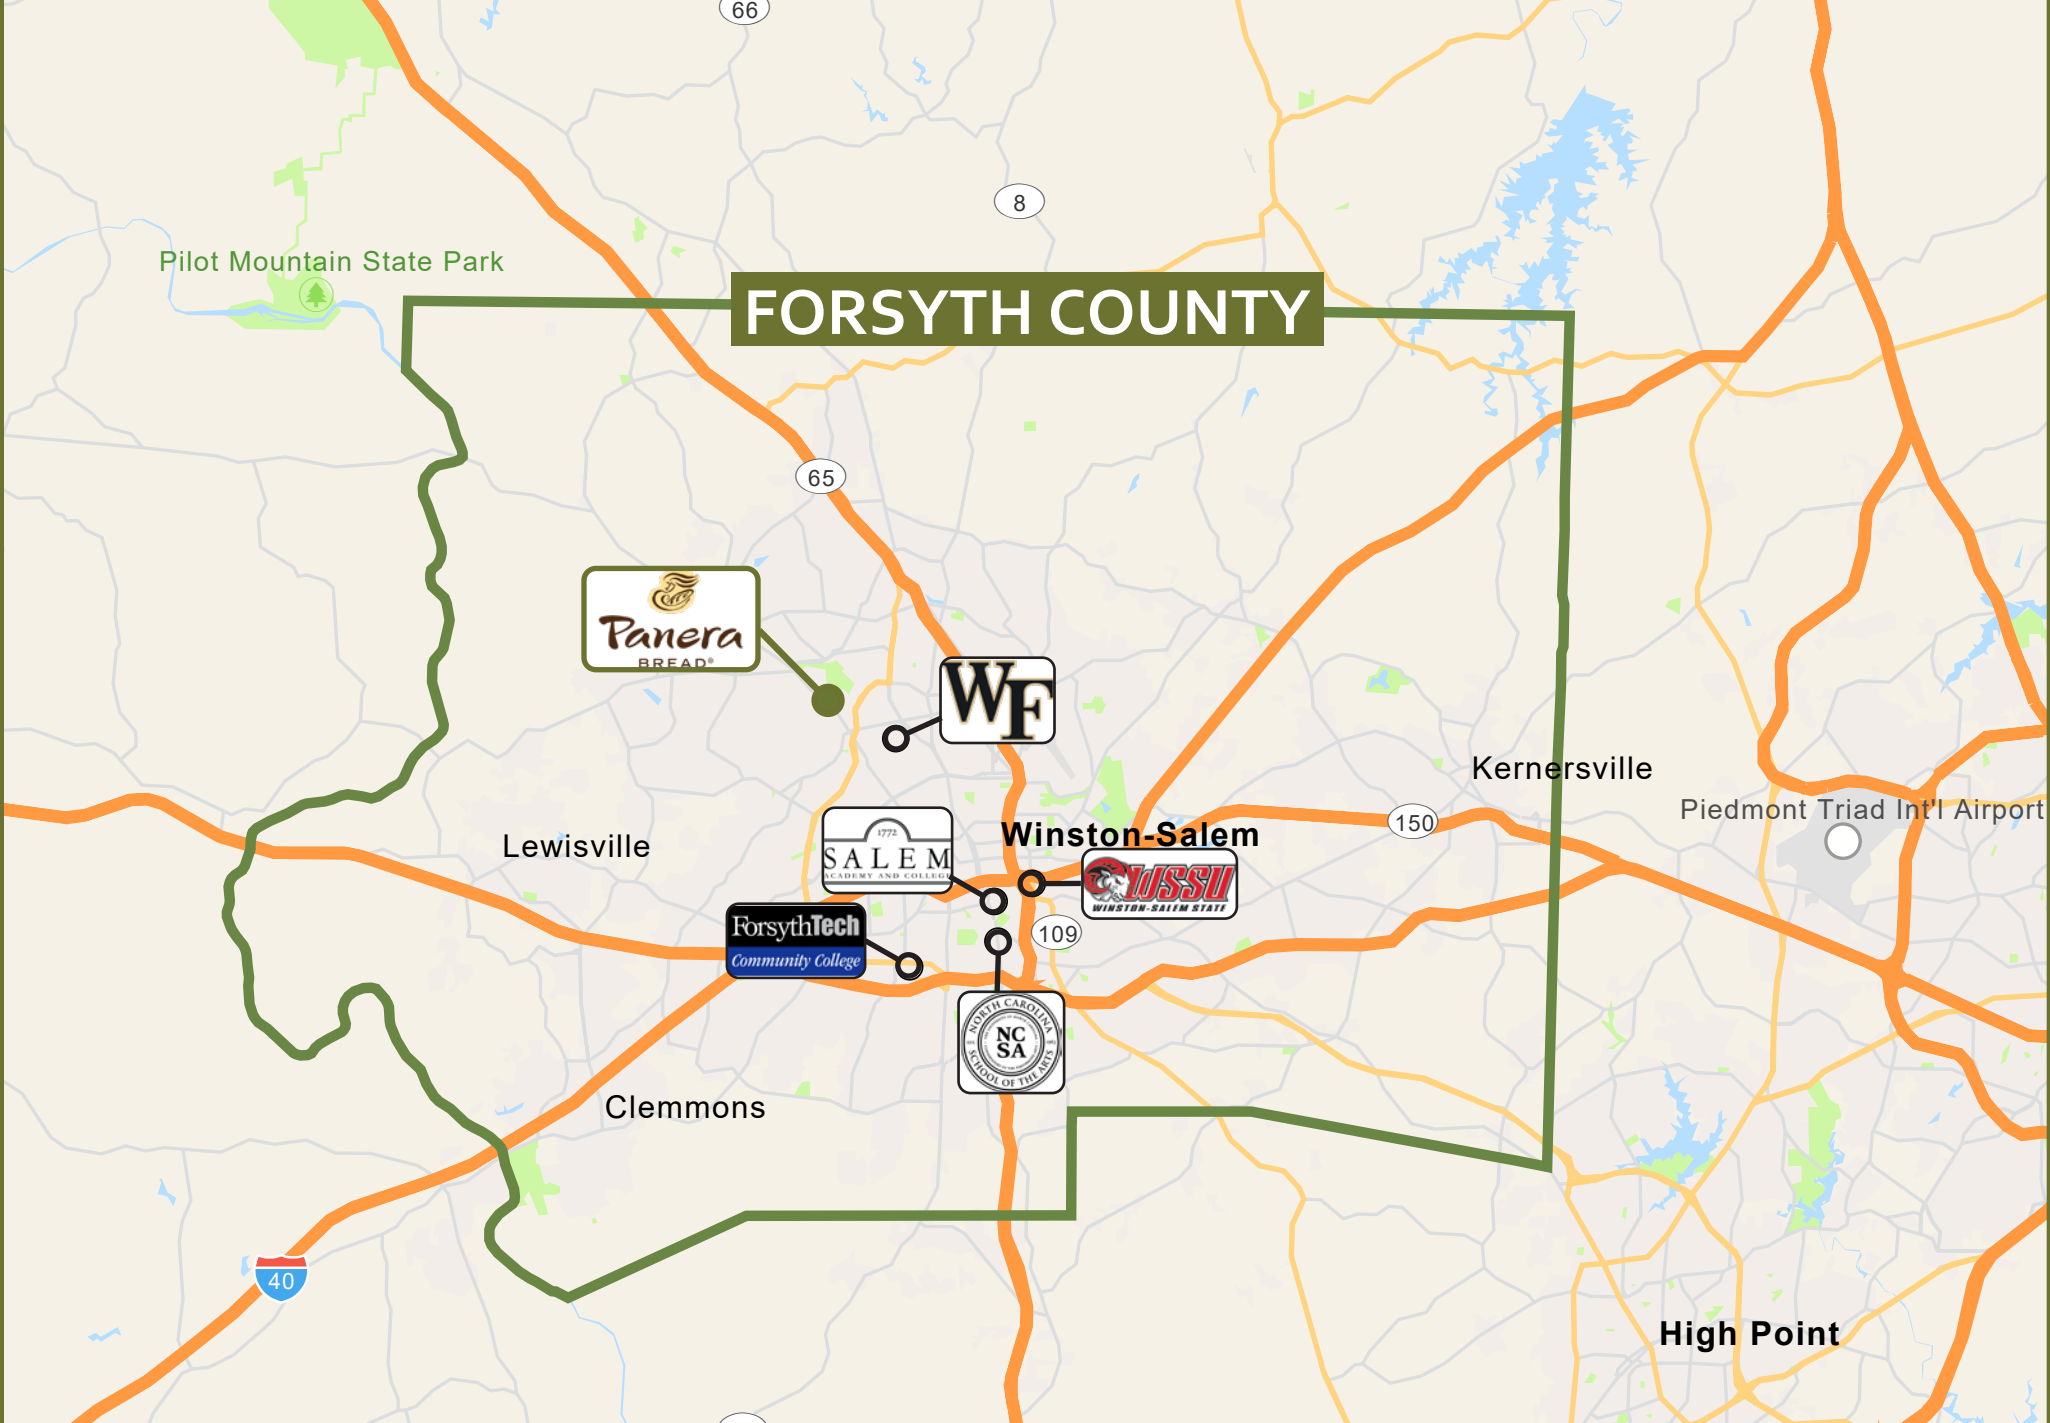 66
8
Pilot Mountain State Park
FORSYTH COUNTY
65
Panera
BREAD®
WF
Kernersville
Piedmont Triad Int'l Airport
150
Winston-Salem
Lewisville
1772
SALEM
ACADEMY AND COLLEGE
WSSU
WINSTON-SALEM STATE
ForsythTech
Community College
109
NORTH CAROLINA
NC
SA
SCHOOL OF THE ARTS
Clemmons
40
High Point